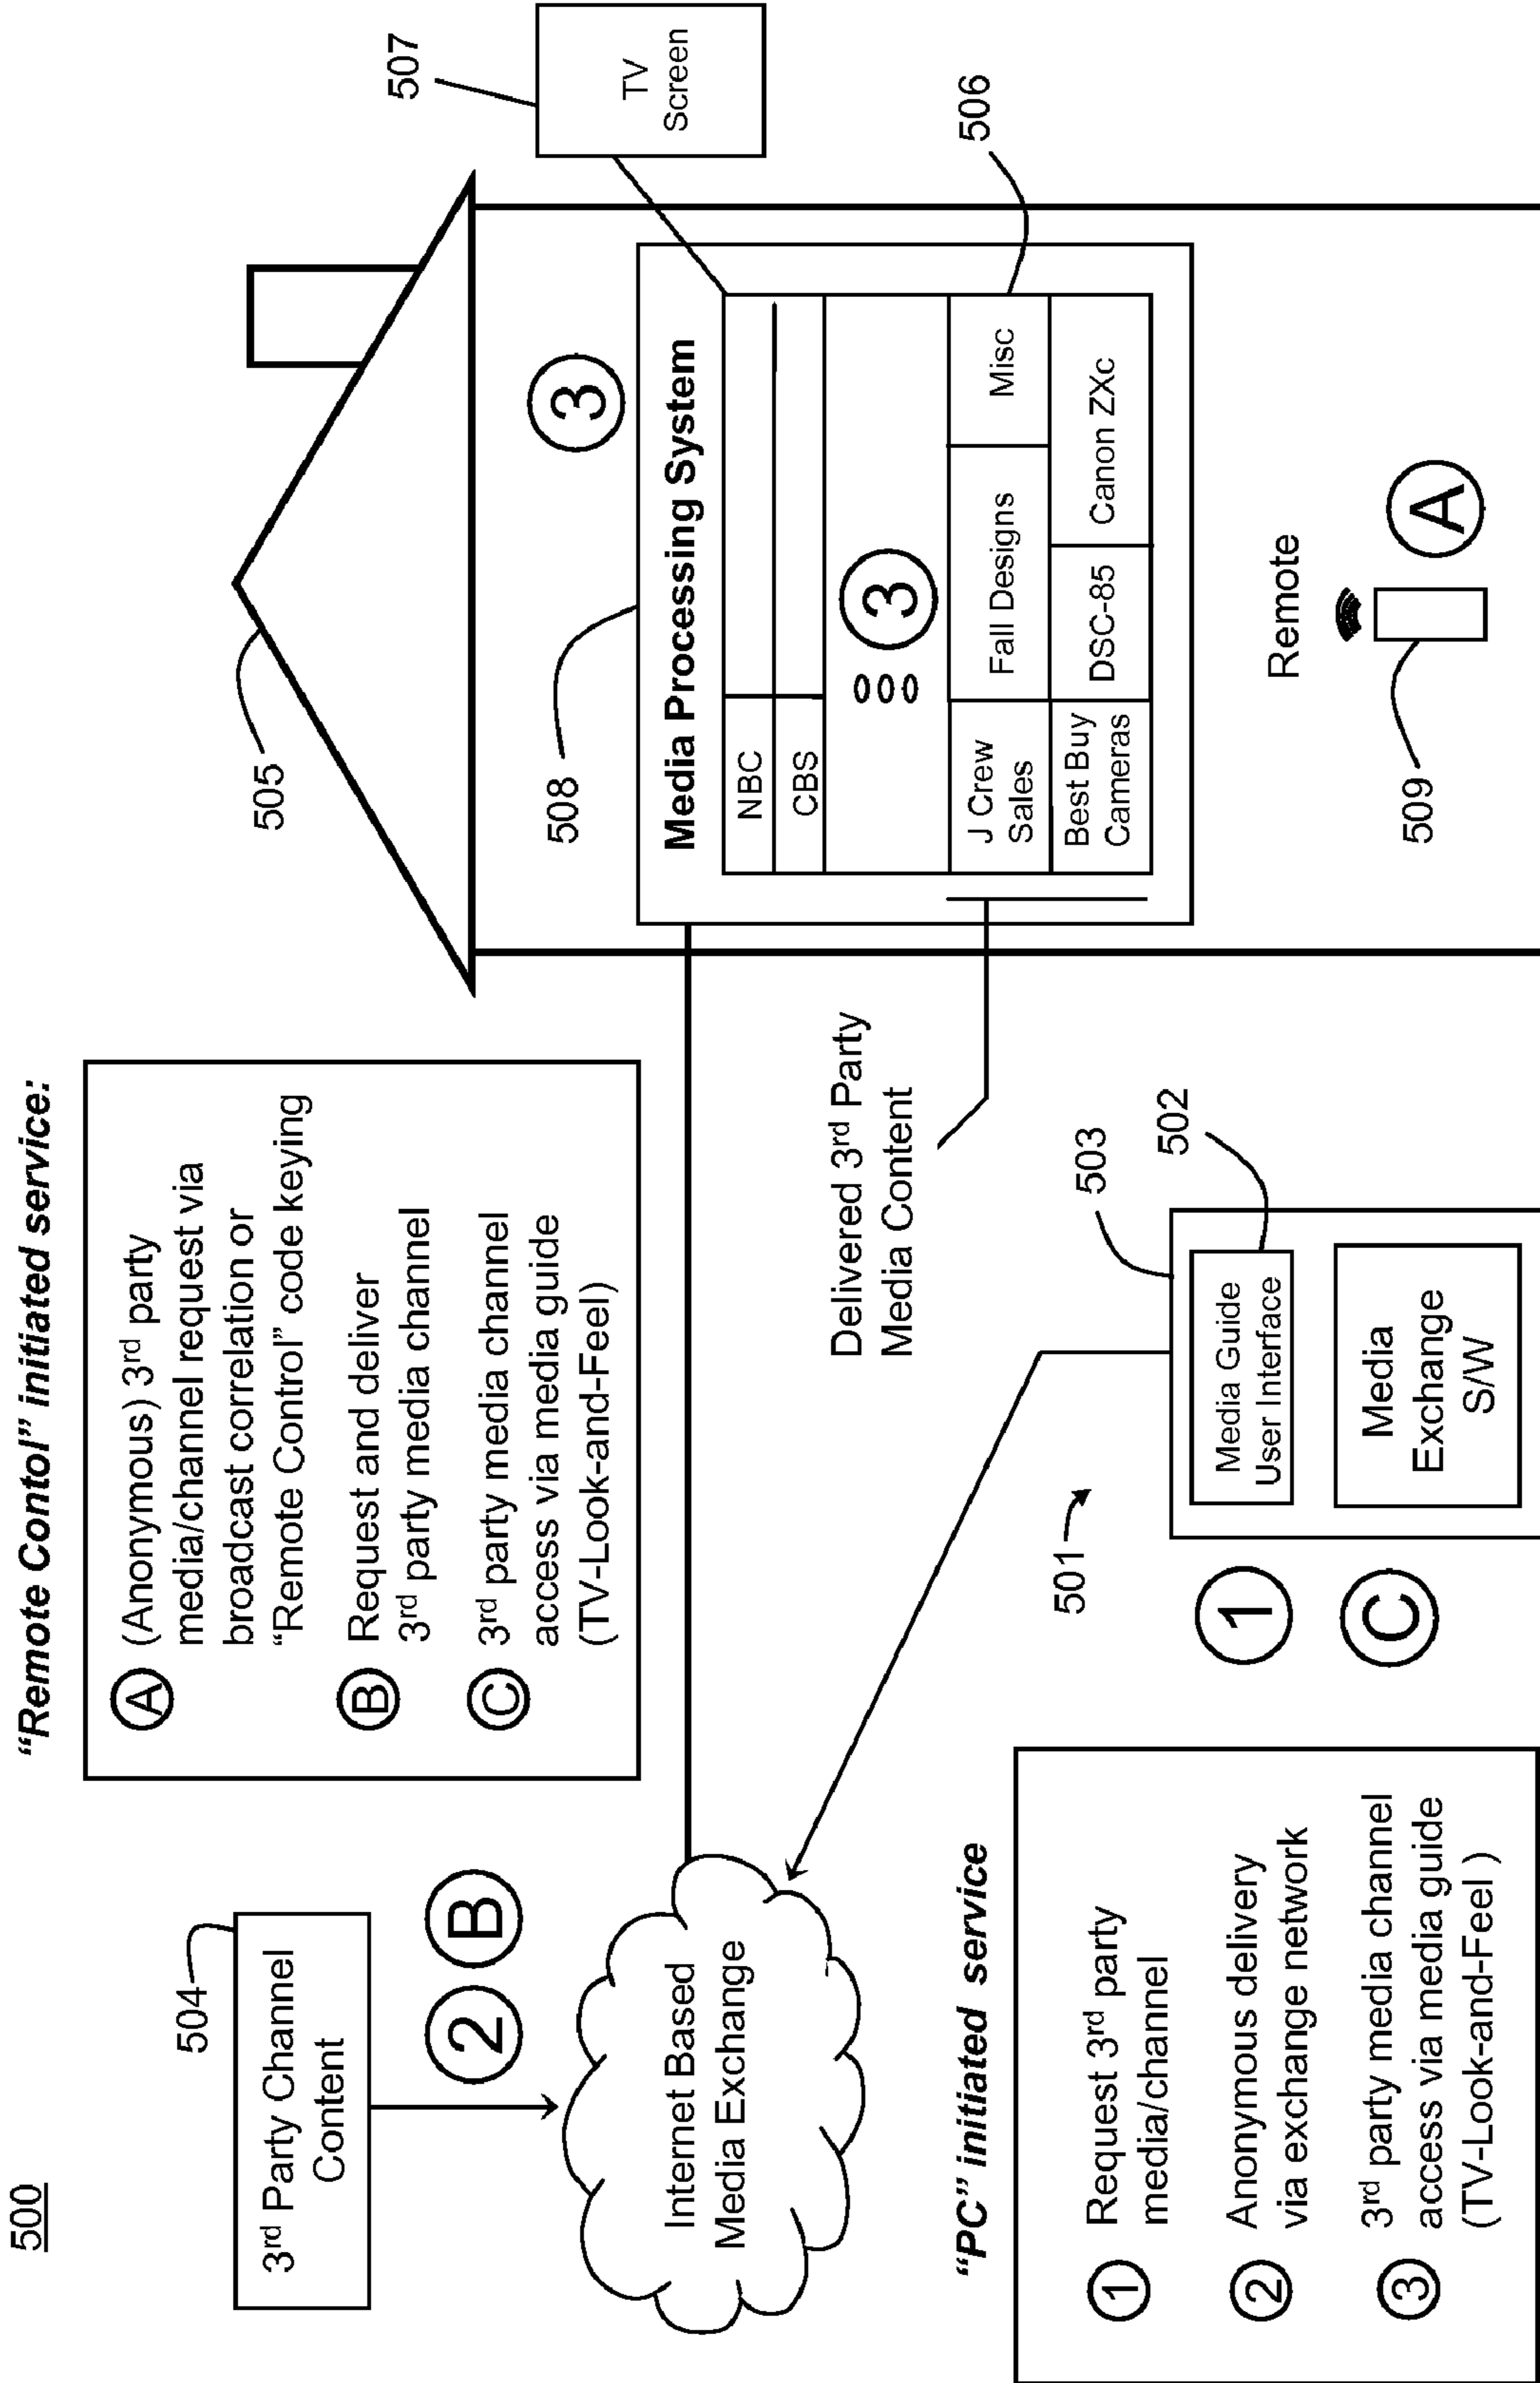 500
"Remote Contol" initiated service:
A (Anonymous) 3rd party
media/channel request via
broadcast correlation or
"Remote Control" code keying
B Request and deliver
3rd party media channel
C 3rd party media channel
access via media guide
(TV-Look-and-Feel)
504
3rd Party Channel
Content
2 B
Internet Based
Media Exchange
505
507
TV
Screen
3
508
Media Processing System
NBC
CBS
3
506
J Crew
Sales
Fall Designs
Misc
Best Buy
Cameras
DSC-85
Canon ZXc
Delivered 3rd Party
Media Content
Remote
509
A
"PC" initiated service
1 Request 3rd party
media/channel
2 Anonymous delivery
via exchange network
3 3rd party media channel
access via media guide
(TV-Look-and-Feel )
501
503
502
1
C
Media Guide
User Interface
Media
Exchange
S/W